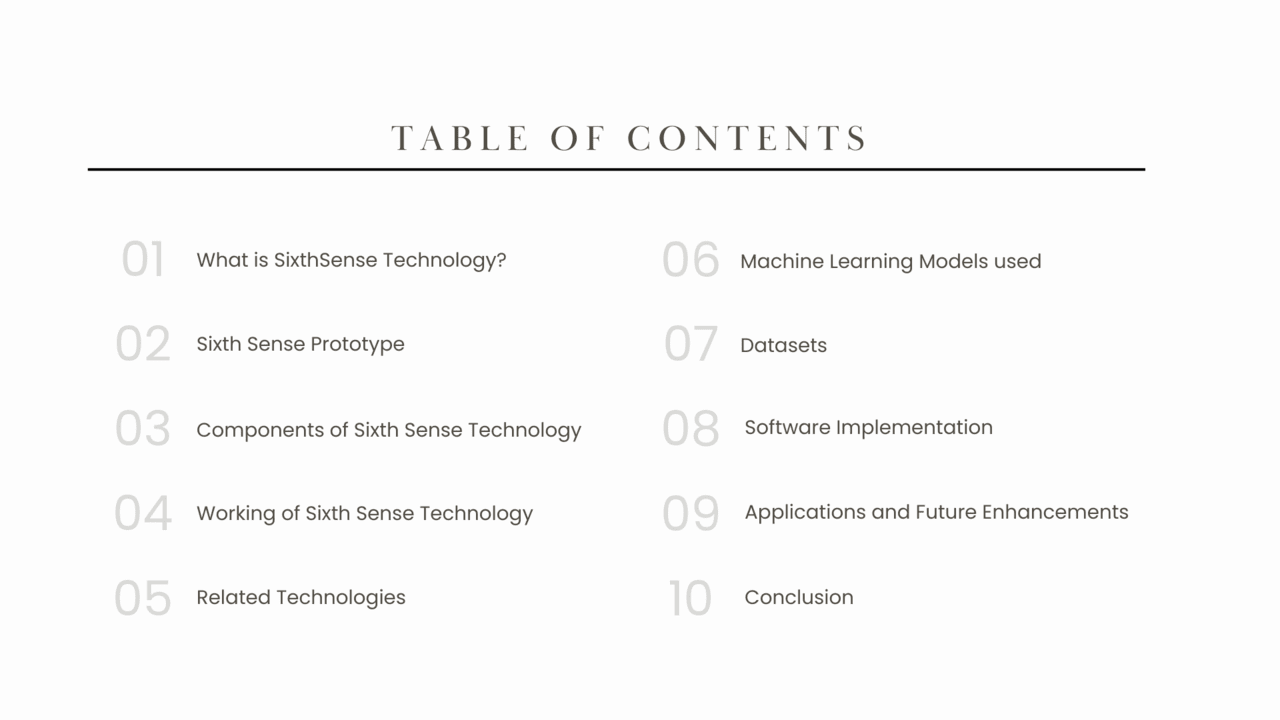 TABLE OF CONTENTS
01 What is SixthSense Technology?
02 Sixth Sense Prototype
03 Components of Sixth Sense Technology
04 Working of Sixth Sense Technology
05 Related Technologies
06 Machine Learning Models used
07 Datasets
08 Software Implementation
09 Applications and Future Enhancements
10 Conclusion